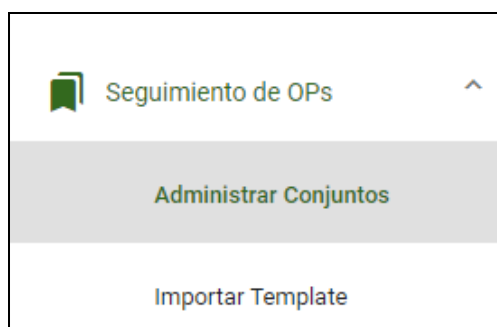 Seguimiento de OPs
Administrar Conjuntos
Importar Template